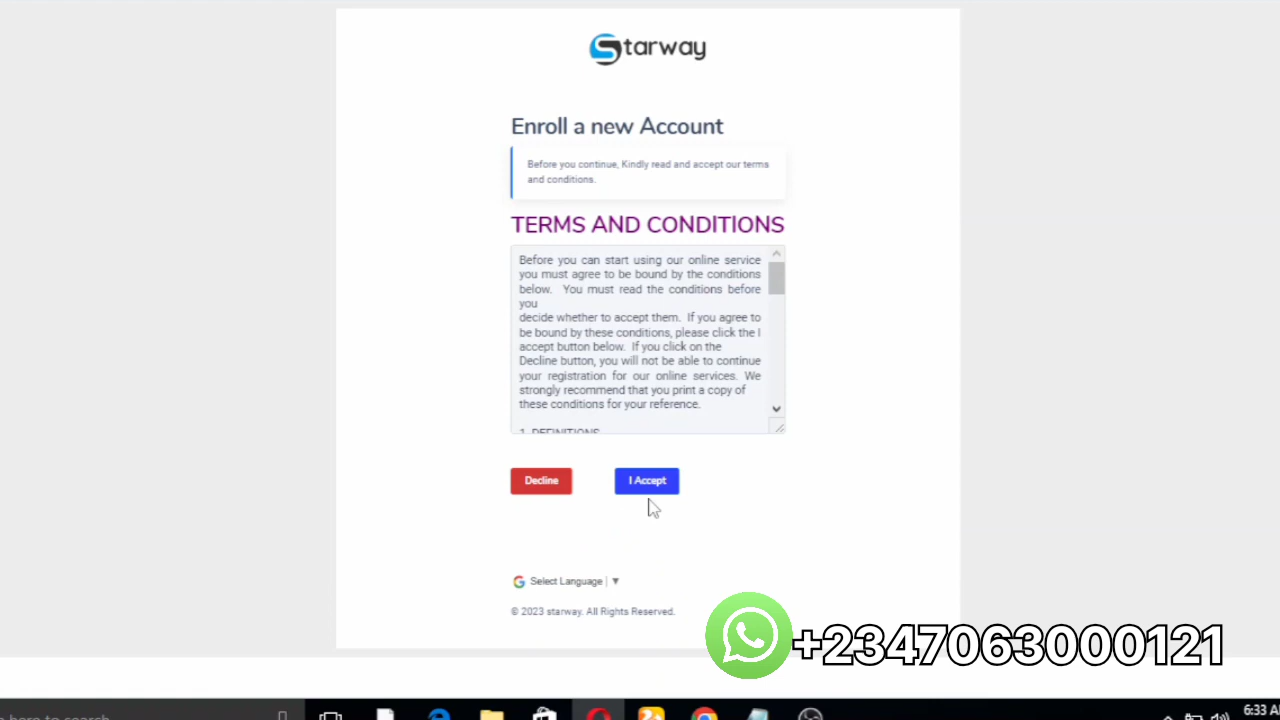 Starway
Enroll a new Account
Before you continue, Kindly read and accept our terms
and conditions.
TERMS AND CONDITIONS
Before you can start using our online service
you must agree to be bound by the conditions
below. You must read the conditions before
you
decide whether to accept them. If you agree to
be bound by these conditions, please click the I
accept button below. If you click on the
Decline button, you will not be able to continue
your registration for our online services. We
strongly recommend that you print a copy of
these conditions for your reference.
1. DEFINITIONS
Decline
I Accept
G Select Language | ▼
© 2023 starway. All Rights Reserved.
+2347063000121
here to search
6:33 A